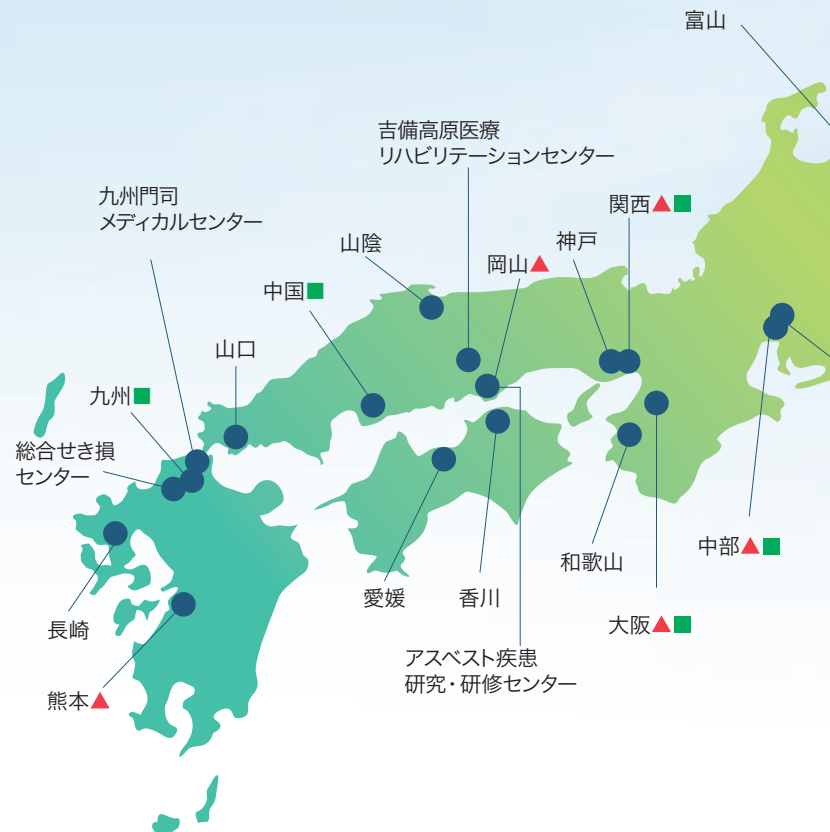 富山
吉備高原医療
リハビリテーションセンター
九州門司
メディカルセンター
関西▲■
神戸
山陰
岡山▲
中国■
山口
九州■
総合せき損
センター
中部▲■
和歌山
愛媛
香川
長崎
大阪▲■
アスベスト疾患
研究・研修センター
熊本▲